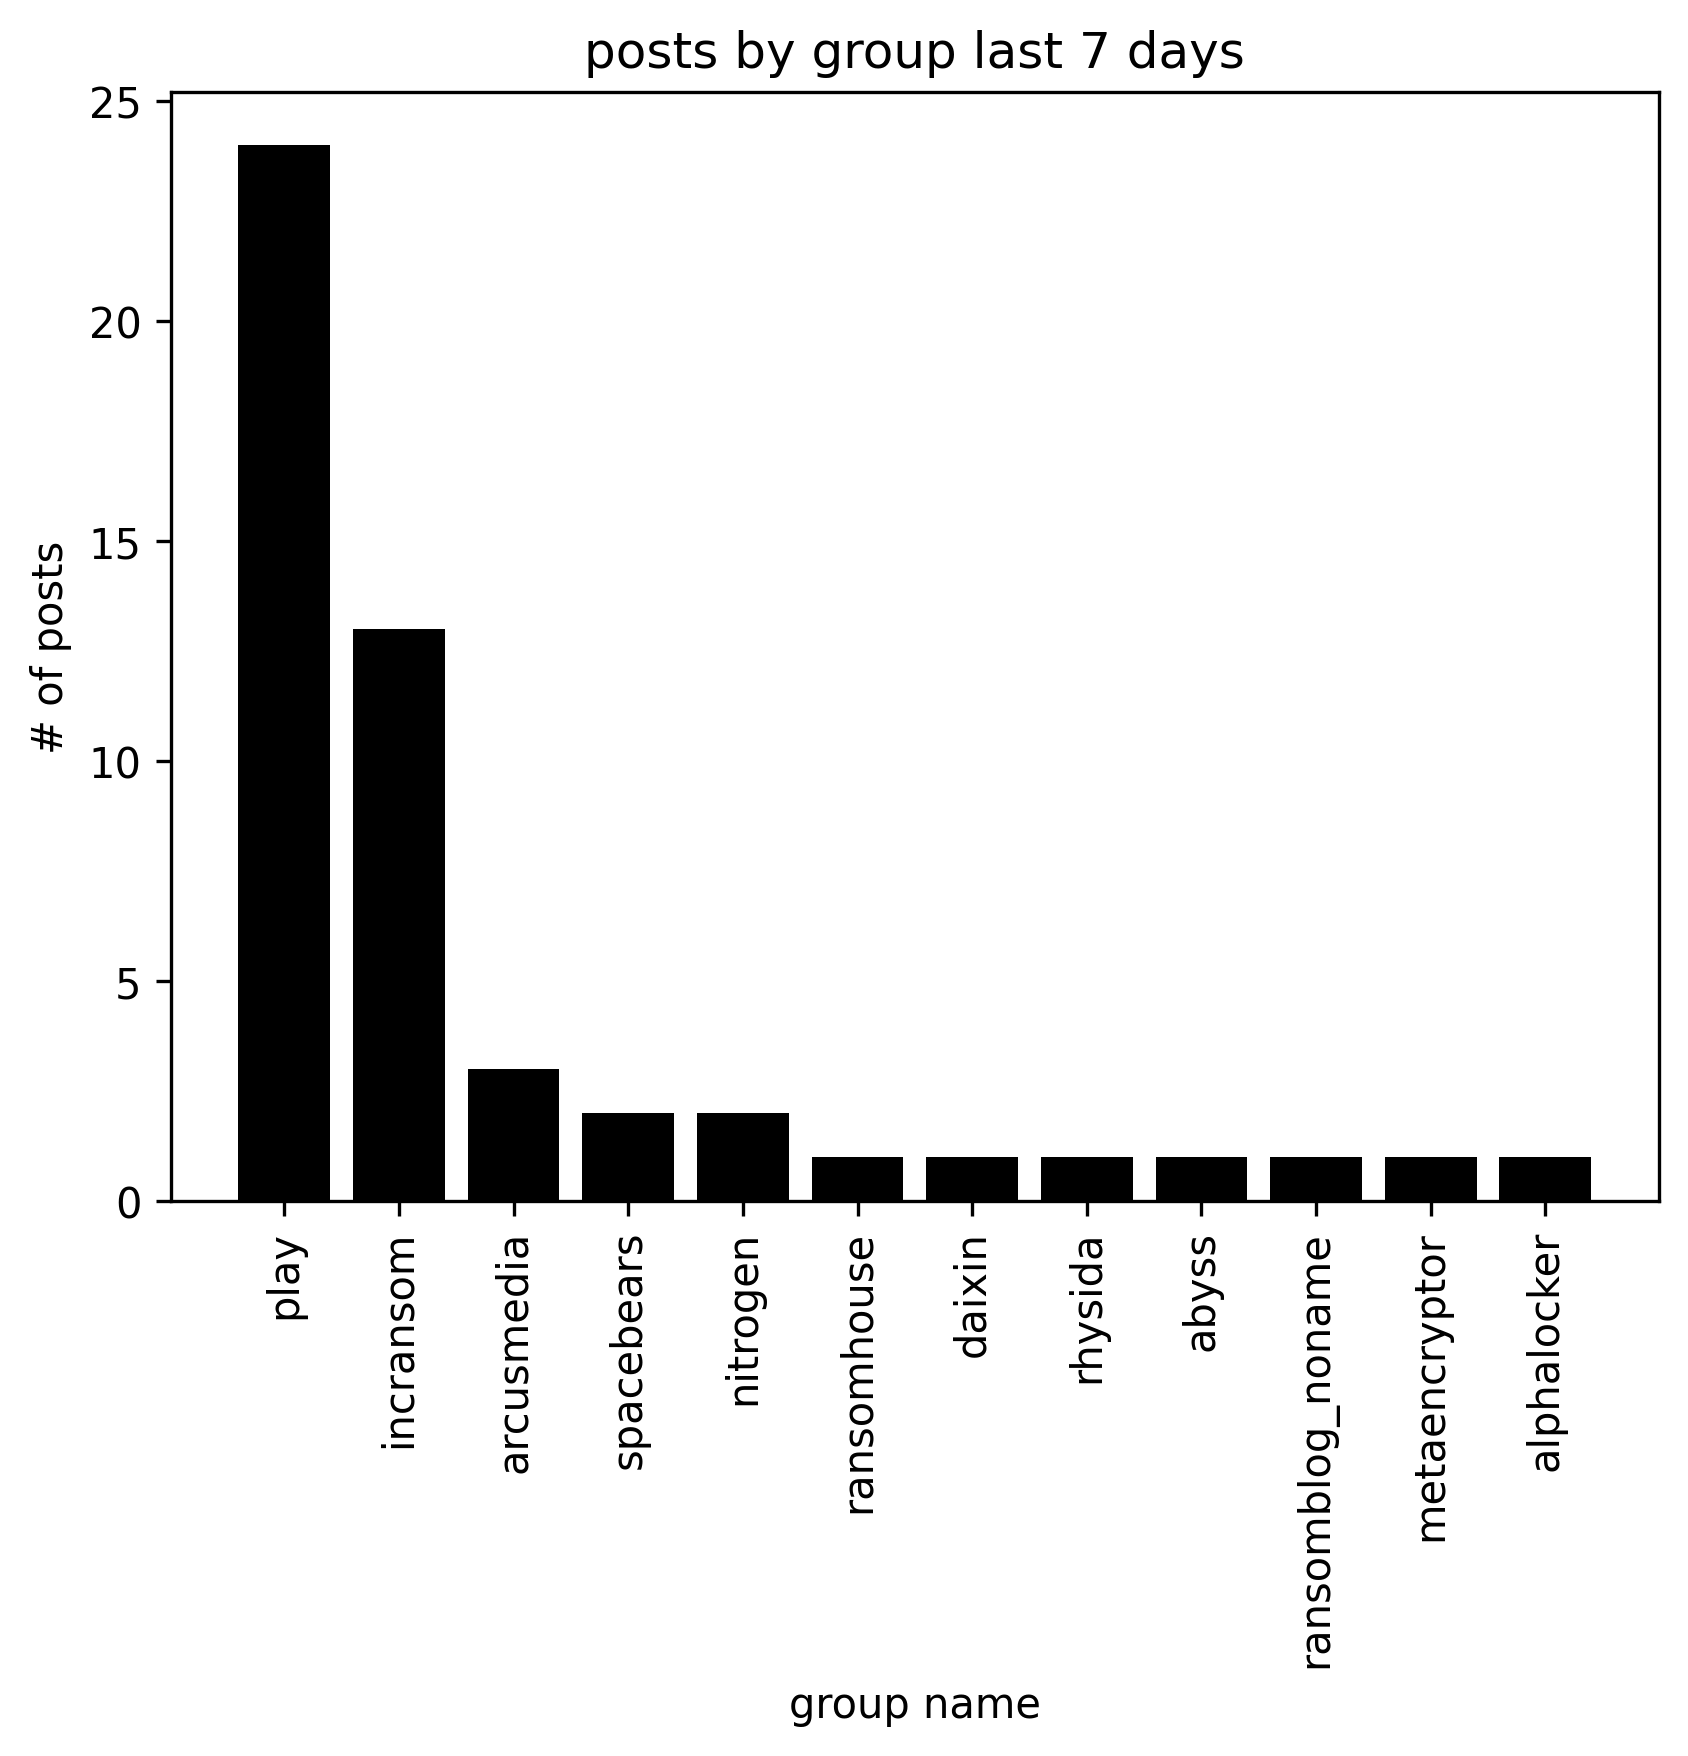 posts by group last 7 days
25
20
15
10
5
0
# of posts
play
incransom
arcusmedia
spacebears
nitrogen
ransomhouse
daixin
rhysida
abyss
ransomblog_noname
metaencryptor
alphalocker
group name